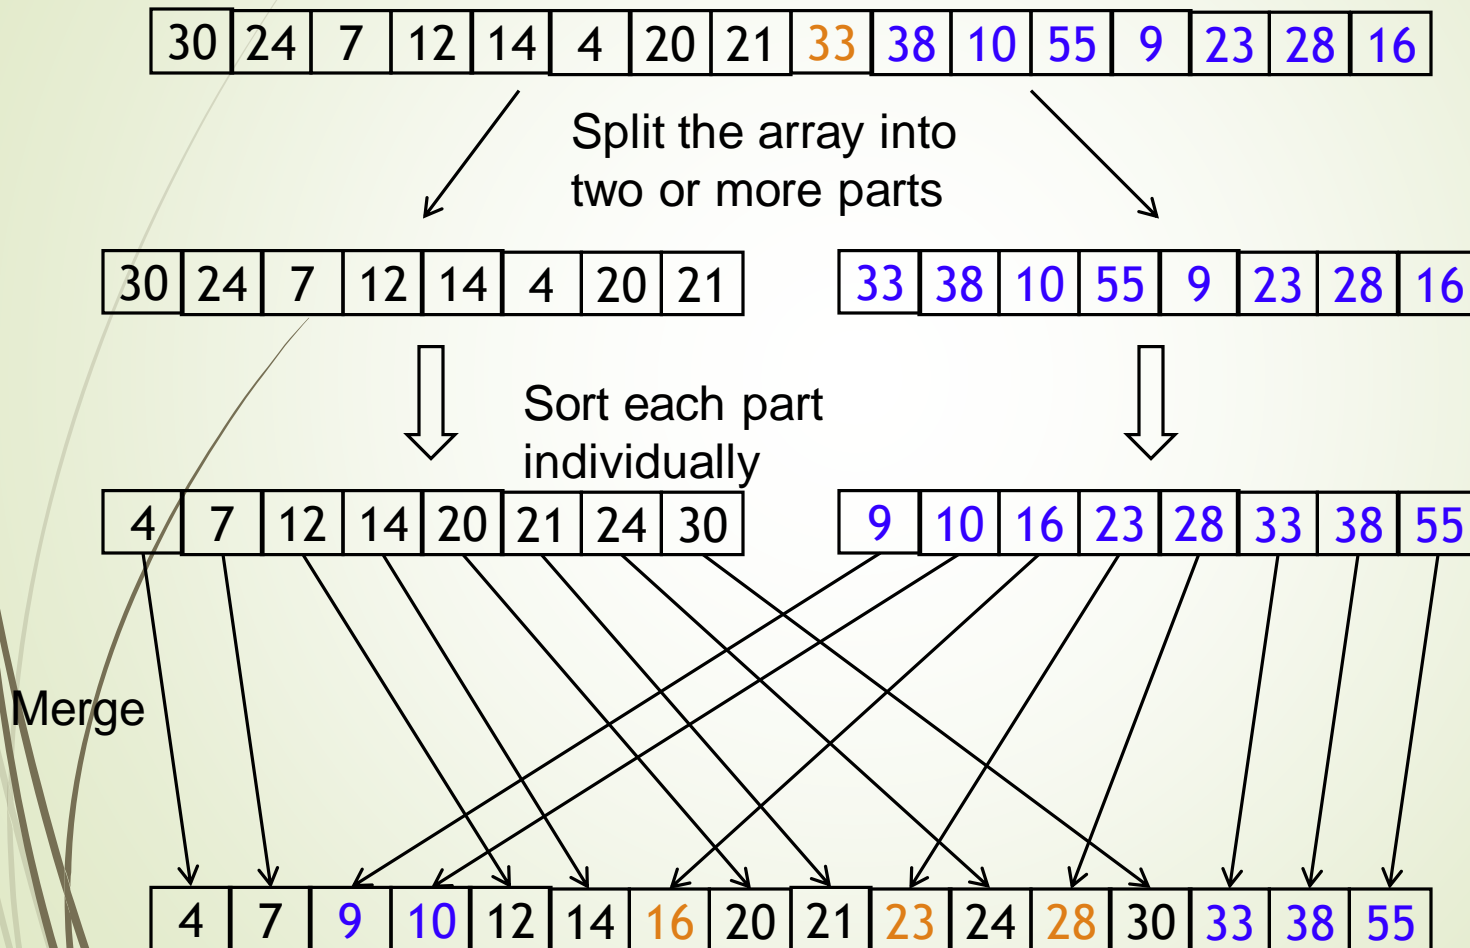 30 24 7 12 14 4 20 21 33 38 10 55 9 23 28 16
Split the array into
two or more parts
30 24 7 12 14 4 20 21
33 38 10 55 9 23 28 16
Sort each part
individually
4 7 12 14 20 21 24 30
9 10 16 23 28 33 38 55
Merge
4 7 9 10 12 14 16 20 21 23 24 28 30 33 38 55